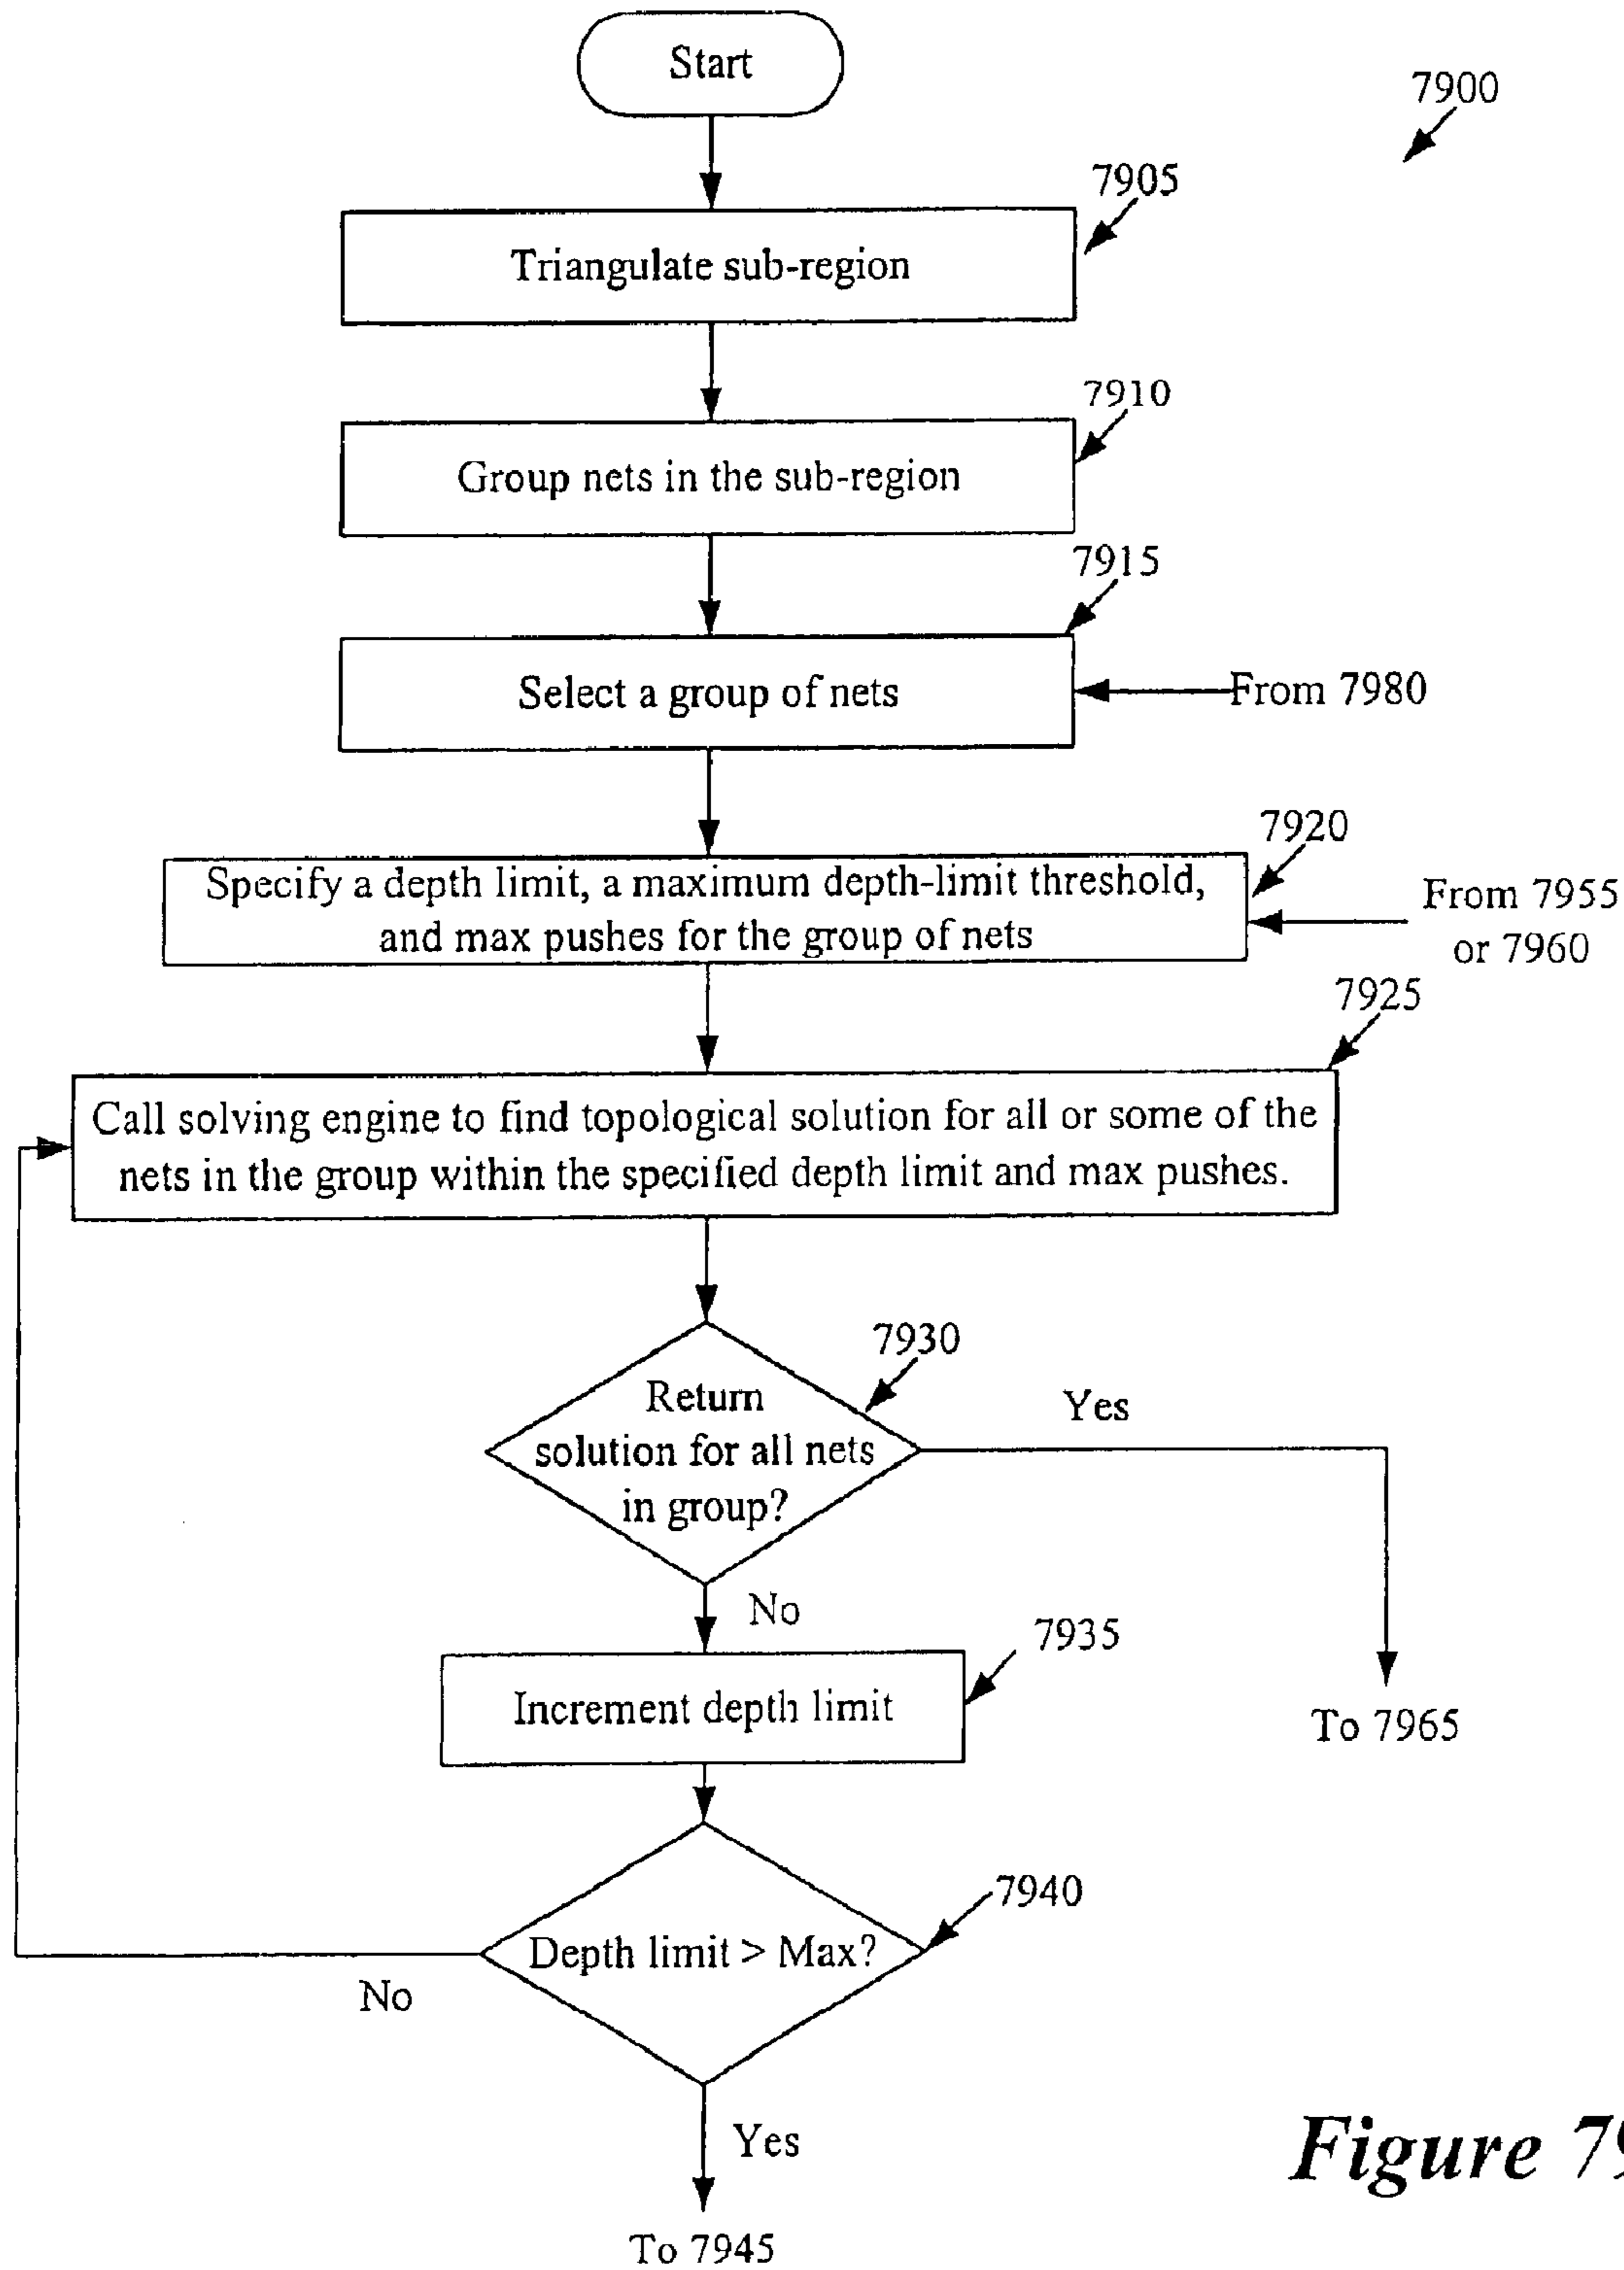 Start
7900
7905
Triangulate sub-region
7910
Group nets in the sub-region
7915
Select a group of nets
From 7980
7920
Specify a depth limit, a maximum depth-limit threshold,
and max pushes for the group of nets
From 7955
or 7960
7925
Call solving engine to find topological solution for all or some of the
nets in the group within the specified depth limit and max pushes.
7930
Return
solution for all nets
in group?
Yes
No
7935
Increment depth limit
To 7965
7940
Depth limit > Max?
No
Yes
Figure 79
To 7945